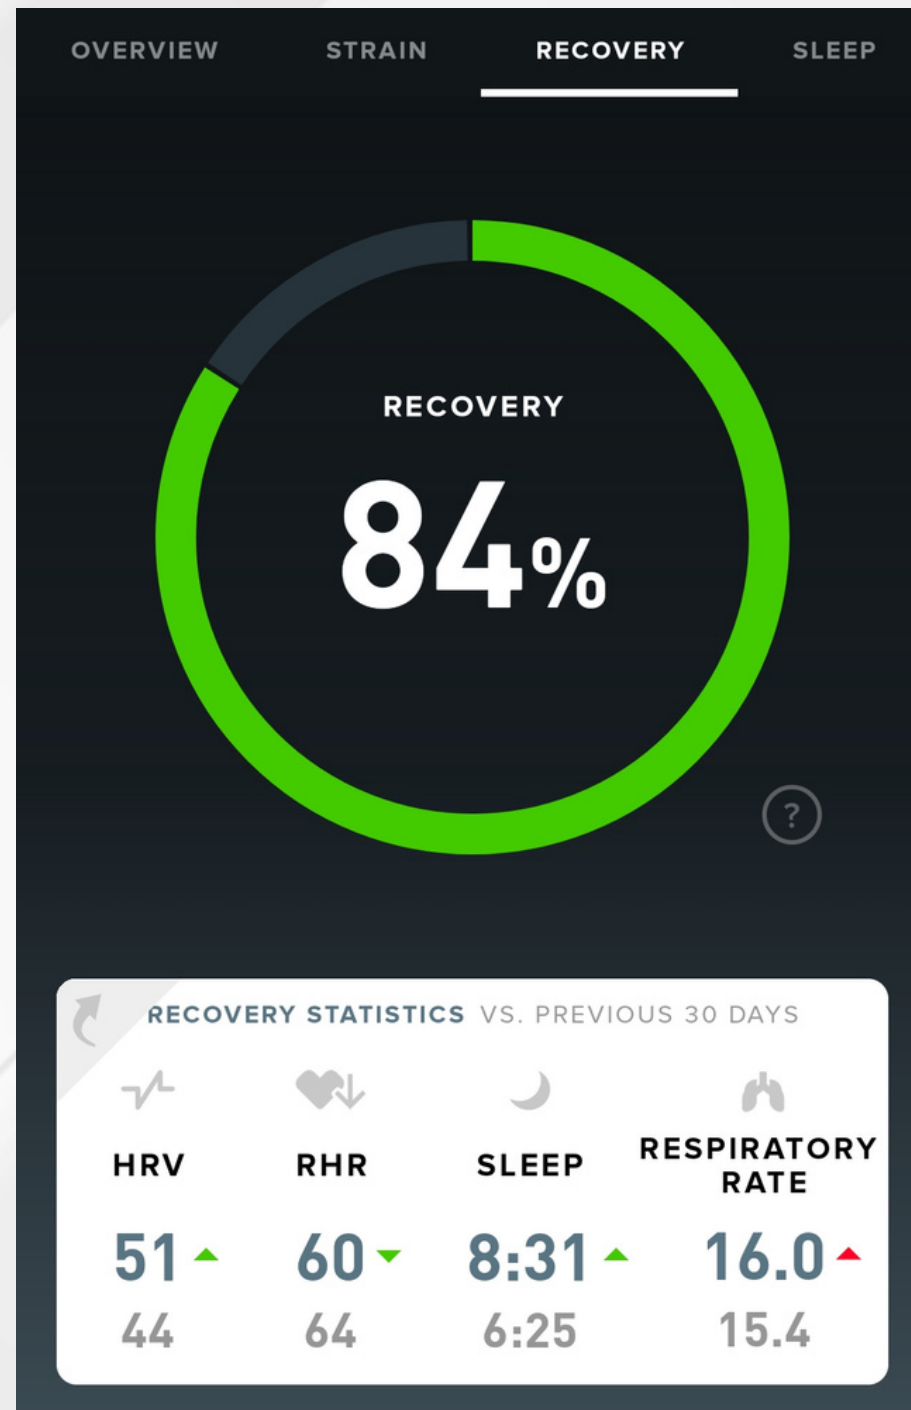 OVERVIEW STRAIN RECOVERY SLEEP
RECOVERY
84%
?
RECOVERY STATISTICS VS. PREVIOUS 30 DAYS
HRV RHR SLEEP RESPIRATORY RATE
51 60 8:31 16.0
44 64 6:25 15.4